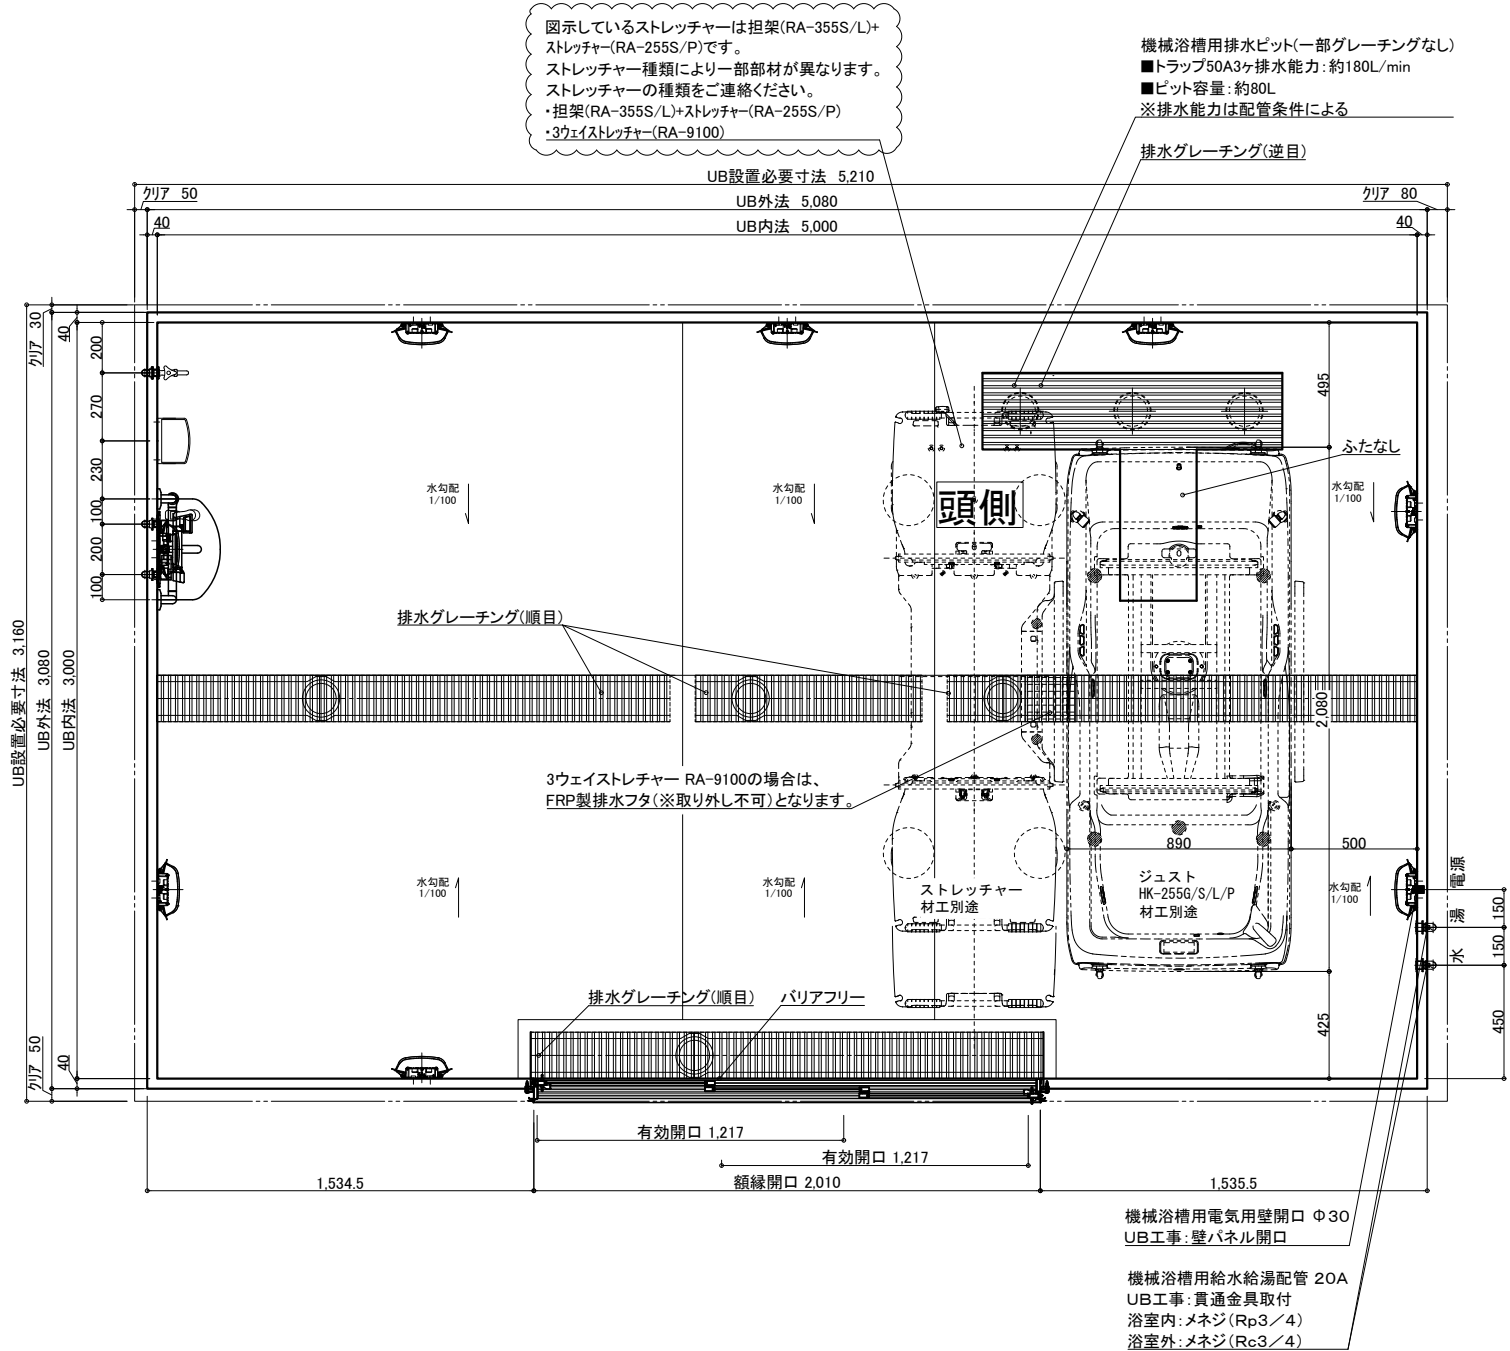 図示しているストレッチャーは担架(RA-355S/L)+
ストレッチャー(RA-255S/P)です。
ストレッチャー種類により一部部材が異なります。
ストレッチャーの種類をご連絡ください。
・担架(RA-355S/L)+ストレッチャー(RA-255S/P)
・3ウェイストレッチャー(RA-9100)
機械浴槽用排水ピット(一部グレーチングなし)
■トラップ50A3ヶ排水能力：約180L/min
■ピット容量：約80L
※排水能力は配管条件による
排水グレーチング(逆目)
UB設置必要寸法 5,210
クリア 50
UB外法 5,080
クリア 80
40
UB内法 5,000
40
クリア 30
40
200
270
230
100
200
100
UB設置必要寸法 3,160
UB外法 3,080
UB内法 3,000
クリア 50
40
495
ふたなし
水勾配
1/100
水勾配
1/100
頭側
水勾配
1/100
排水グレーチング(順目)
2,080
3ウェイストレチャー RA-9100の場合は、
FRP製排水フタ(※取り外し不可)となります。
890
500
水勾配
1/100
水勾配
1/100
ストレッチャー
材工別途
ジュスト
HK-255G/S/L/P
材工別途
水勾配
1/100
電源
湯
水
150
150
450
425
排水グレーチング(順目)
バリアフリー
有効開口 1,217
有効開口 1,217
1,534.5
額縁開口 2,010
1,535.5
機械浴槽用電気用壁開口 Φ30
UB工事：壁パネル開口
機械浴槽用給水給湯配管 20A
UB工事：貫通金具取付
浴室内：メネジ(Rp3／4)
浴室外：メネジ(Rc3／4)